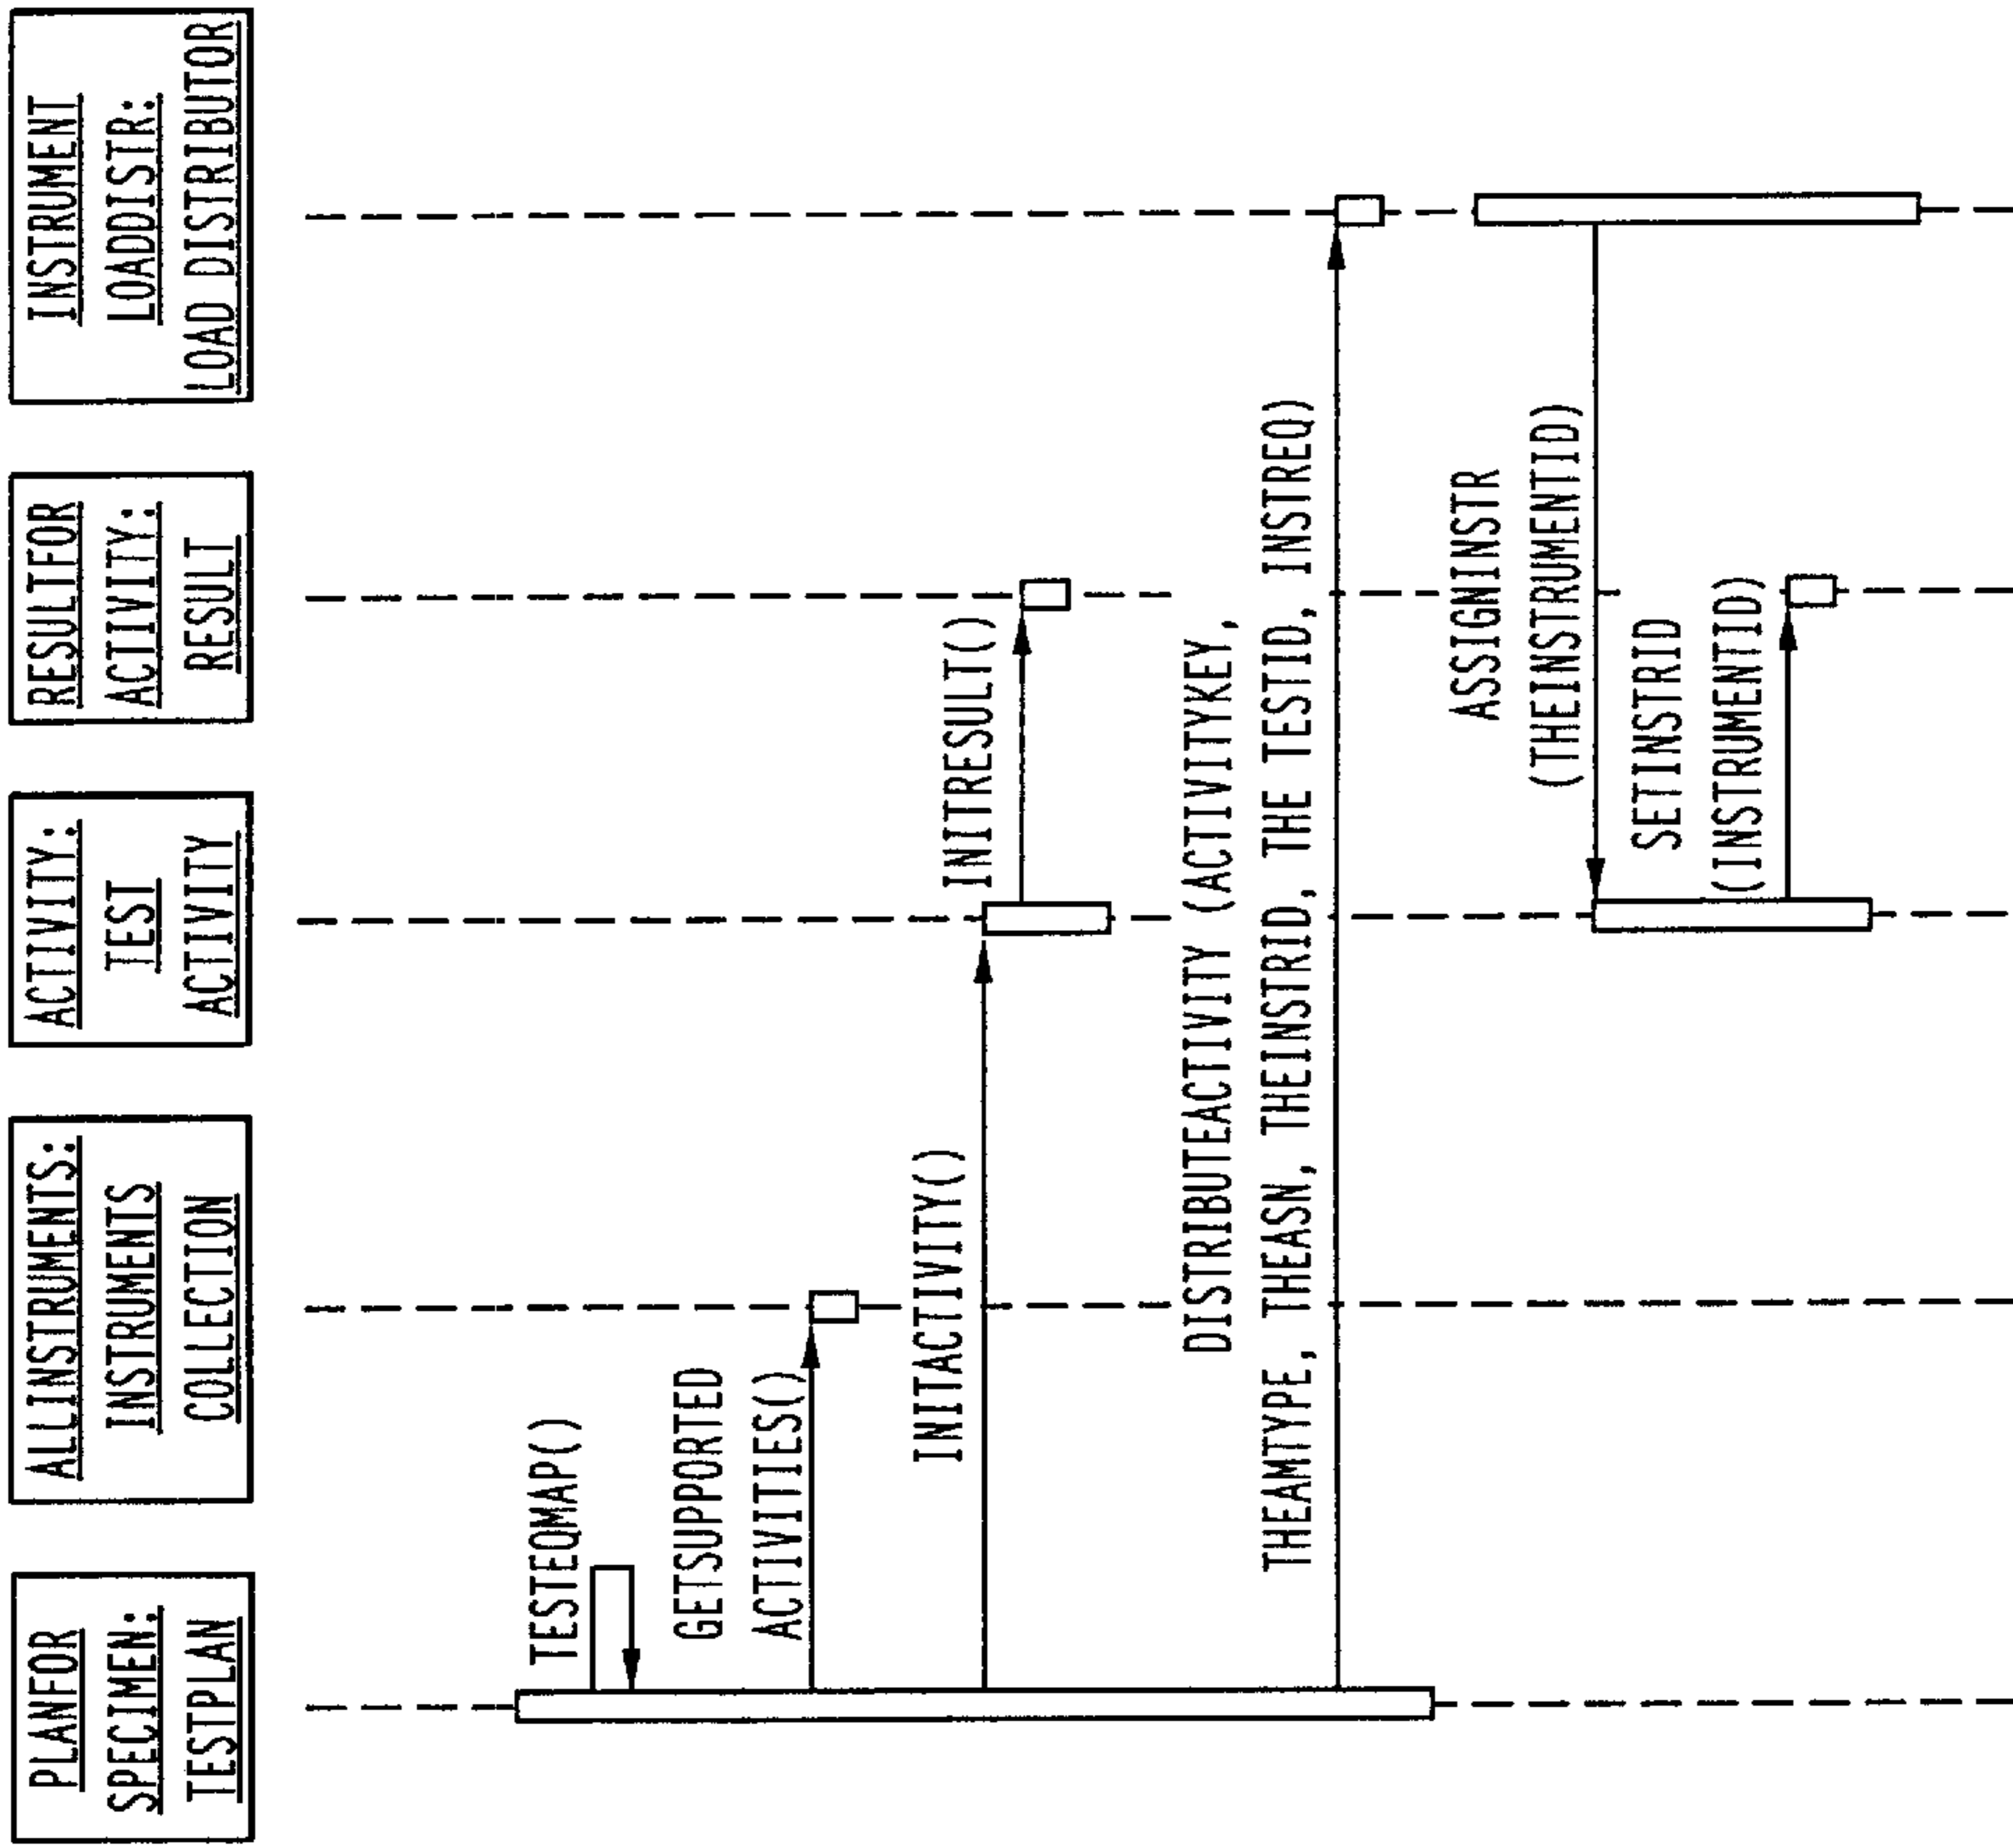 PLANFOR
SPECIMEN:
TESTPLAN
ALLINSTRUMENTS:
INSTRUMENTS
COLLECTION
ACTIVITY:
TEST
ACTIVITY
RESULTFOR
ACTIVITY:
RESULT
INSTRUMENT
LOADDISTR:
LOAD DISTRIBUTOR
TESTEQMAP()
GETSUPPORTED
ACTIVITIES()
INITACTIVITY()
INITRESULT()
DISTRIBUTEACTIVITY (ACTIVITYKEY,
THEAMTYPE, THEASN, THEINSTRID, THE TESTID, INSTREQ)
ASSIGNINSTR
(THEINSTRUMENTID)
SETINSTRID
(INSTRUMENTID)